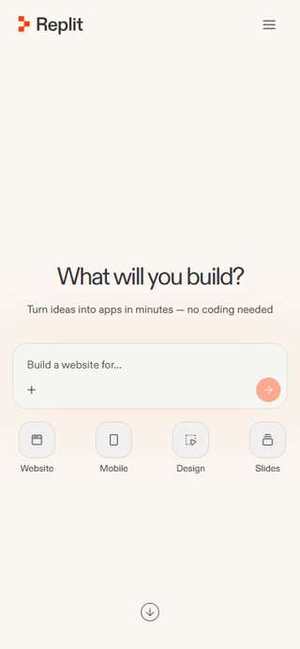 Replit
What will you build?
Turn ideas into apps in minutes — no coding needed
Build a website for...
Website
Mobile
Design
Slides